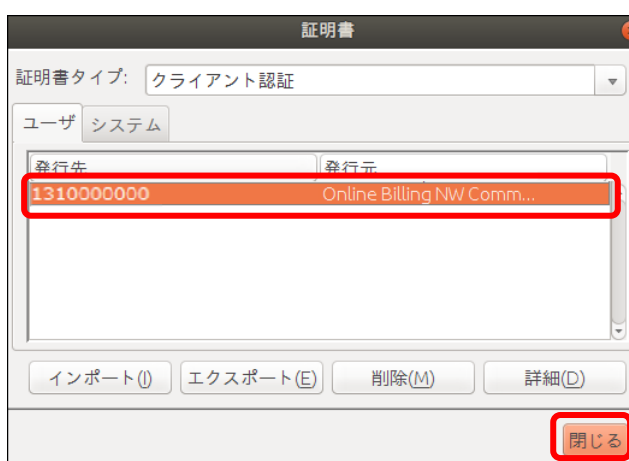 証明書
証明書タイプ: クライアント認証
ユーザ システム
発行先 発行元
1310000000 Online Billing NW Comm...
インポート(I) エクスポート(E) 削除(M) 詳細(D)
閉じる